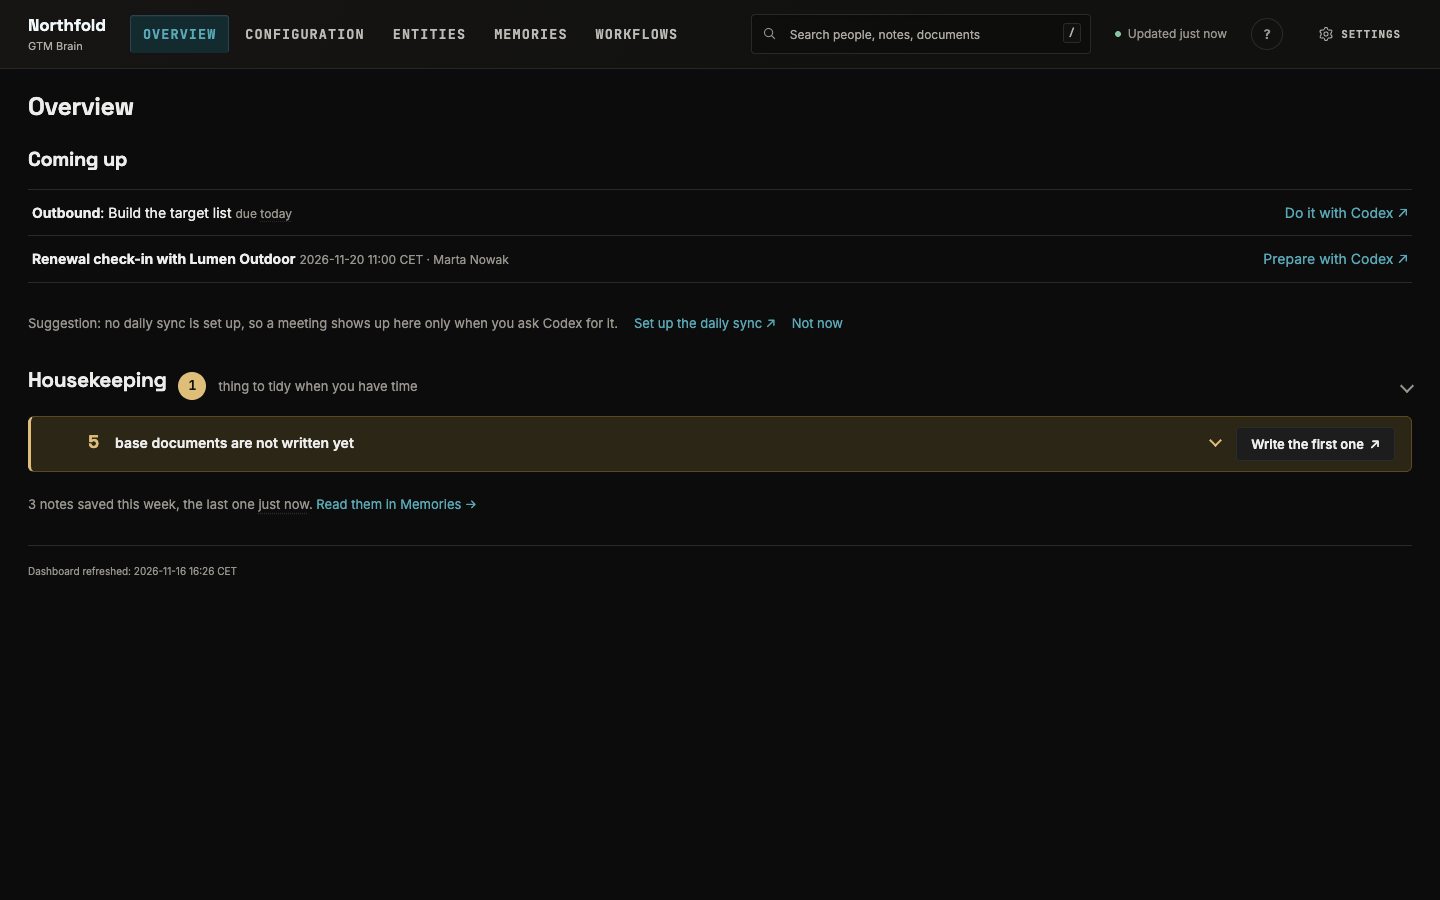 Northfold
GTM Brain
OVERVIEW
CONFIGURATION
ENTITIES
MEMORIES
WORKFLOWS
Search people, notes, documents
/
Updated just now
?
SETTINGS
Overview
Coming up
Outbound: Build the target list due today
Do it with Codex ↗
Renewal check-in with Lumen Outdoor 2026-11-20 11:00 CET · Marta Nowak
Prepare with Codex ↗
Suggestion: no daily sync is set up, so a meeting shows up here only when you ask Codex for it.
Set up the daily sync ↗
Not now
Housekeeping 1 thing to tidy when you have time
5 base documents are not written yet
Write the first one ↗
3 notes saved this week, the last one just now. Read them in Memories →
Dashboard refreshed: 2026-11-16 16:26 CET